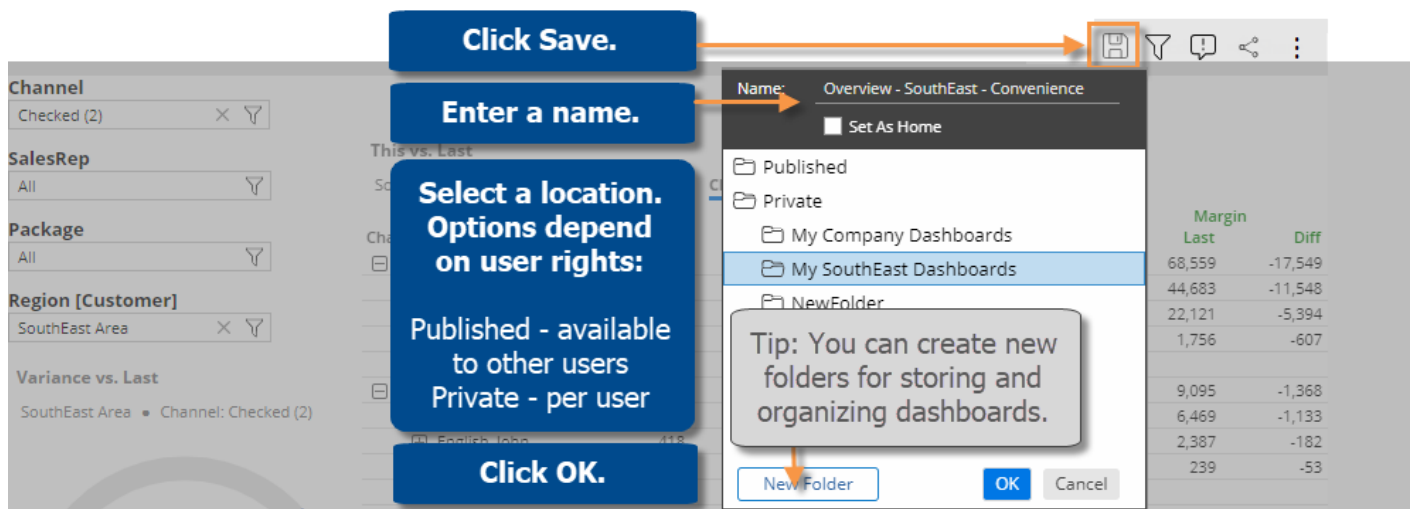 Click Save.
Channel
Checked (2)
SalesRep
All
Package
All
Region [Customer]
SouthEast Area
Variance vs. Last
SouthEast Area ● Channel: Checked (2)
Enter a name.
This vs. Last
Select a location.
Options depend
on user rights:
Published - available
to other users
Private - per user
English, John 418
Click OK.
Name: Overview - SouthEast - Convenience
Set As Home
Published
Private
My Company Dashboards
My SouthEast Dashboards
NewFolder
Tip: You can create new
folders for storing and
organizing dashboards.
New Folder OK Cancel
Margin
Last Diff
68,559 -17,549
44,683 -11,548
22,121 -5,394
1,756 -607
9,095 -1,368
6,469 -1,133
2,387 -182
239 -53